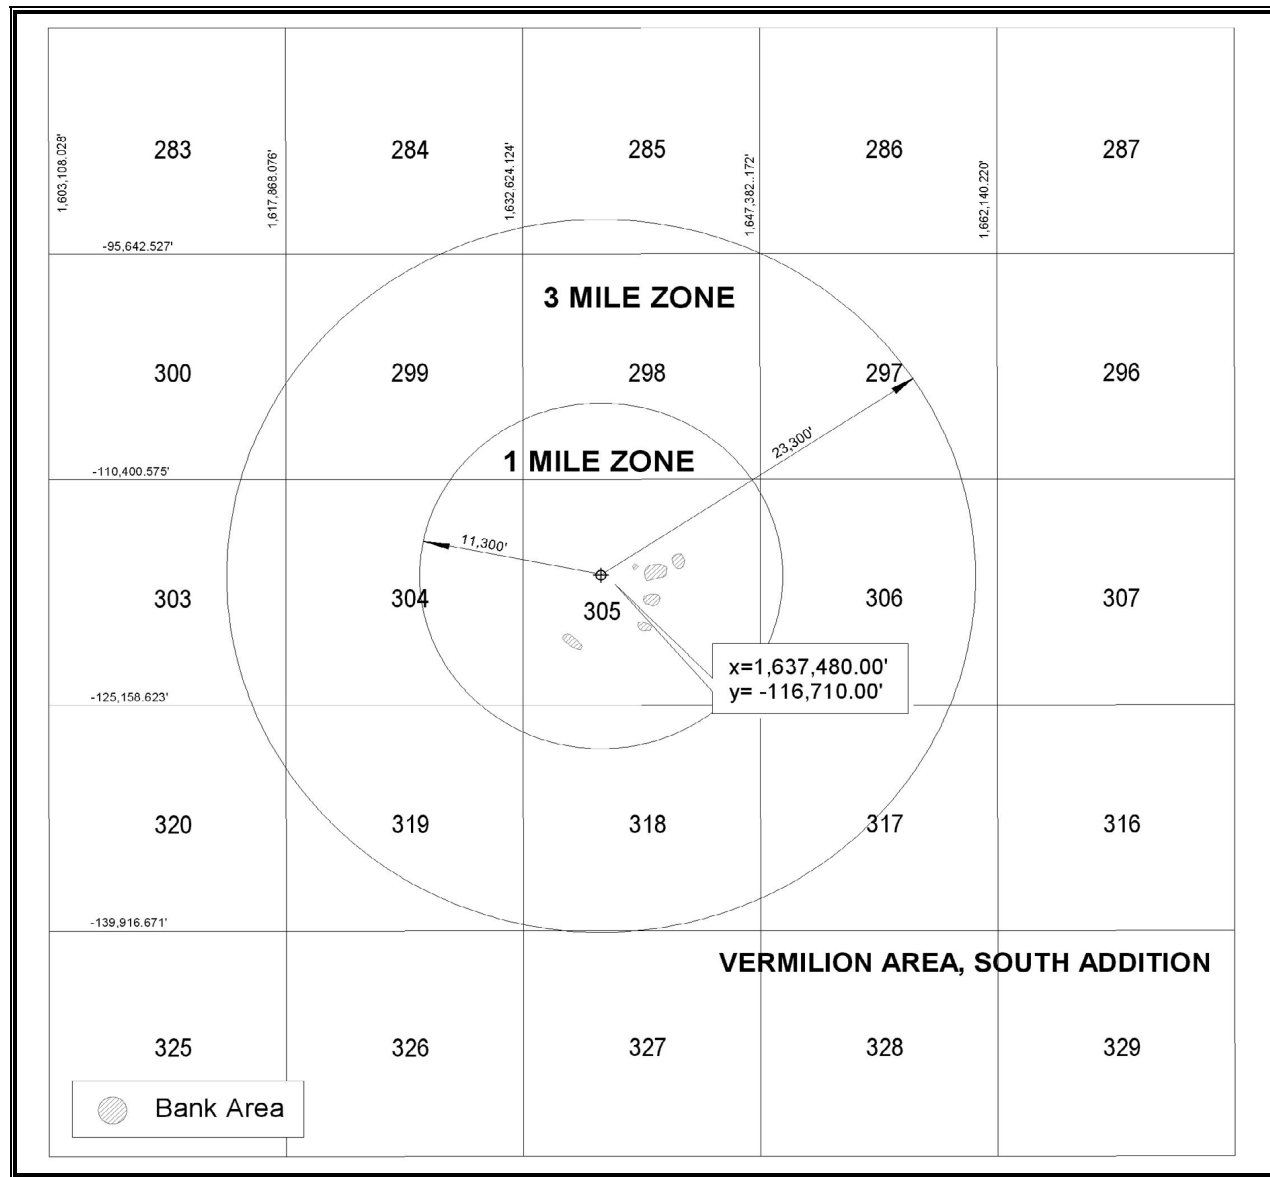 283 284 285 286 287
1,603,108.028' 1,617,868.076' 1,632,624.124' 1,647,382..172' 1,662,140.220'
-95,642.527'
3 MILE ZONE
300 299 298 297 296
23,300'
1 MILE ZONE
-110,400.575'
11,300'
303 304 305 306 307
x=1,637,480.00'
y= -116,710.00'
-125,158.623'
320 319 318 317 316
-139,916.671'
VERMILION AREA, SOUTH ADDITION
325 326 327 328 329
Bank Area